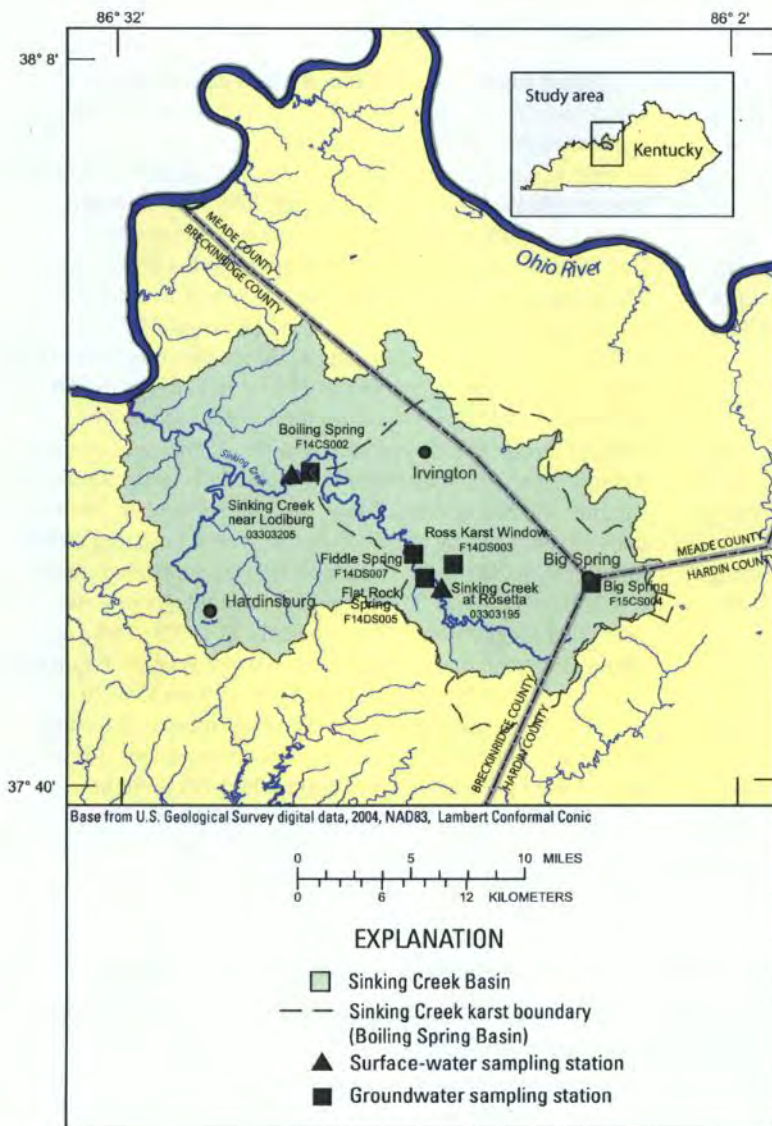 86° 32'
86° 2'
38° 8'
Study area
Kentucky
MEADE COUNTY
BRECKINRIDGE COUNTY
Ohio River
Boiling Spring
F14CS002
Irvington
Sinking Creek
Sinking Creek
near Lodiburg
03303205
Ross Karst Window
F14DS003
Fiddle Spring
F14DS007
Big Spring
MEADE COUNTY
HARDIN COUNTY
Hardinsburg
Flat Rock
Spring
F14DS005
Sinking Creek
at Rosetta
03303195
Big Spring
F15CS004
BRECKINRIDGE COUNTY
HARDIN COUNTY
37° 40'
Base from U.S. Geological Survey digital data, 2004, NAD83, Lambert Conformal Conic
0 5 10 MILES
0 6 12 KILOMETERS
EXPLANATION
Sinking Creek Basin
Sinking Creek karst boundary
(Boiling Spring Basin)
Surface-water sampling station
Groundwater sampling station